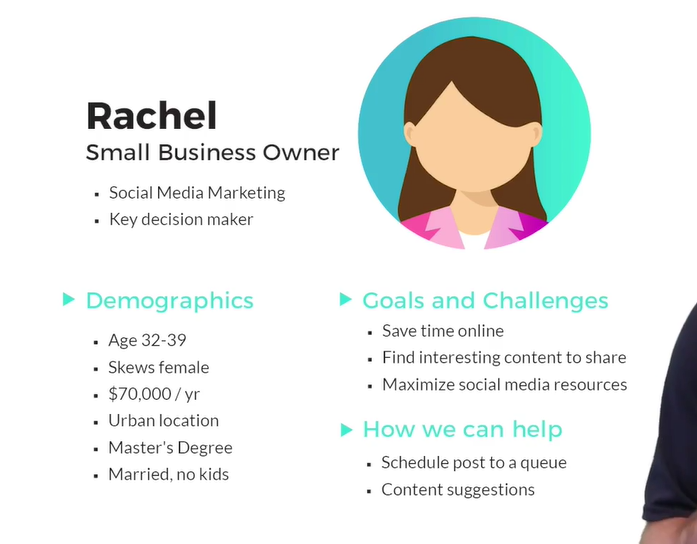 Rachel
Small Business Owner
Social Media Marketing
Key decision maker
Demographics
Age 32-39
Skews female
$70,000 / yr
Urban location
Master's Degree
Married, no kids
Goals and Challenges
Save time online
Find interesting content to share
Maximize social media resources
How we can help
Schedule post to a queue
Content suggestions